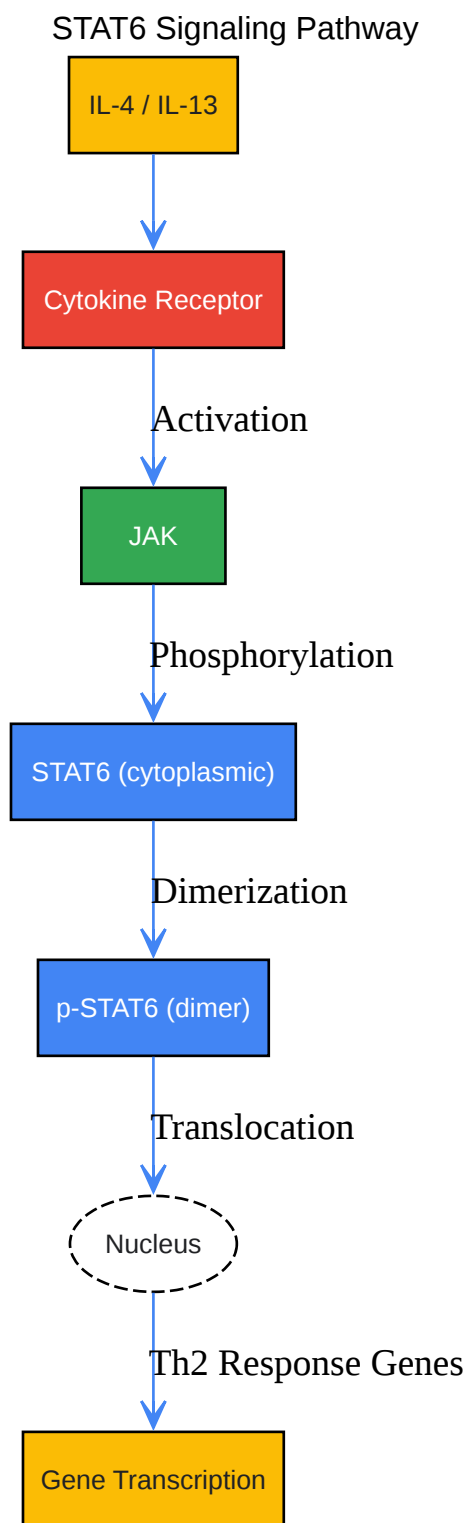 STAT6 Signaling Pathway
IL-4 / IL-13
Cytokine Receptor
Activation
JAK
Phosphorylation
STAT6 (cytoplasmic)
Dimerization
p-STAT6 (dimer)
Translocation
Nucleus
Th2 Response Genes
Gene Transcription